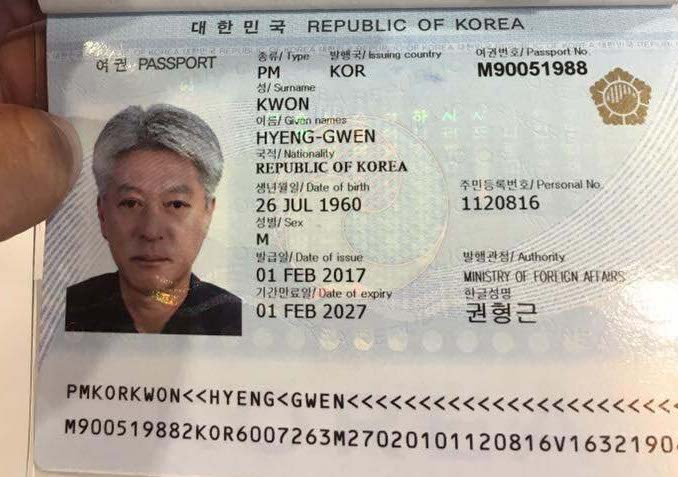 대한민국 REPUBLIC OF KOREA
여권 PASSPORT
종류/ Type 발행국/ Issuing country 여권번호/ Passport No.
PM KOR M90051988
성/ Surname
KWON
이름/ Given names
HYENG-GWEN
국적/ Nationality
REPUBLIC OF KOREA
생년월일/ Date of birth 주민등록번호/ Personal No.
26 JUL 1960 1120816
성별/ Sex
M
발급일/ Date of issue 발행관청/ Authority
01 FEB 2017 MINISTRY OF FOREIGN AFFAIRS
기간만료일/ Date of expiry 한글성명
01 FEB 2027 권형근
PMKORKWON<<HYENG<GWEN<<<<<<<<<<<<<<<<<<<<<<
M900519882KOR6007263M27020101120816V1632190